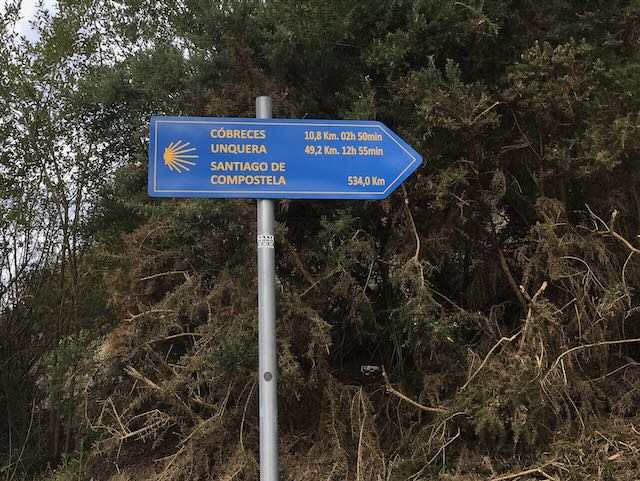 CÓBRECES 10,8 Km. 02h 50min
UNQUERA 49,2 Km. 12h 55min
SANTIAGO DE
COMPOSTELA 534,0 Km